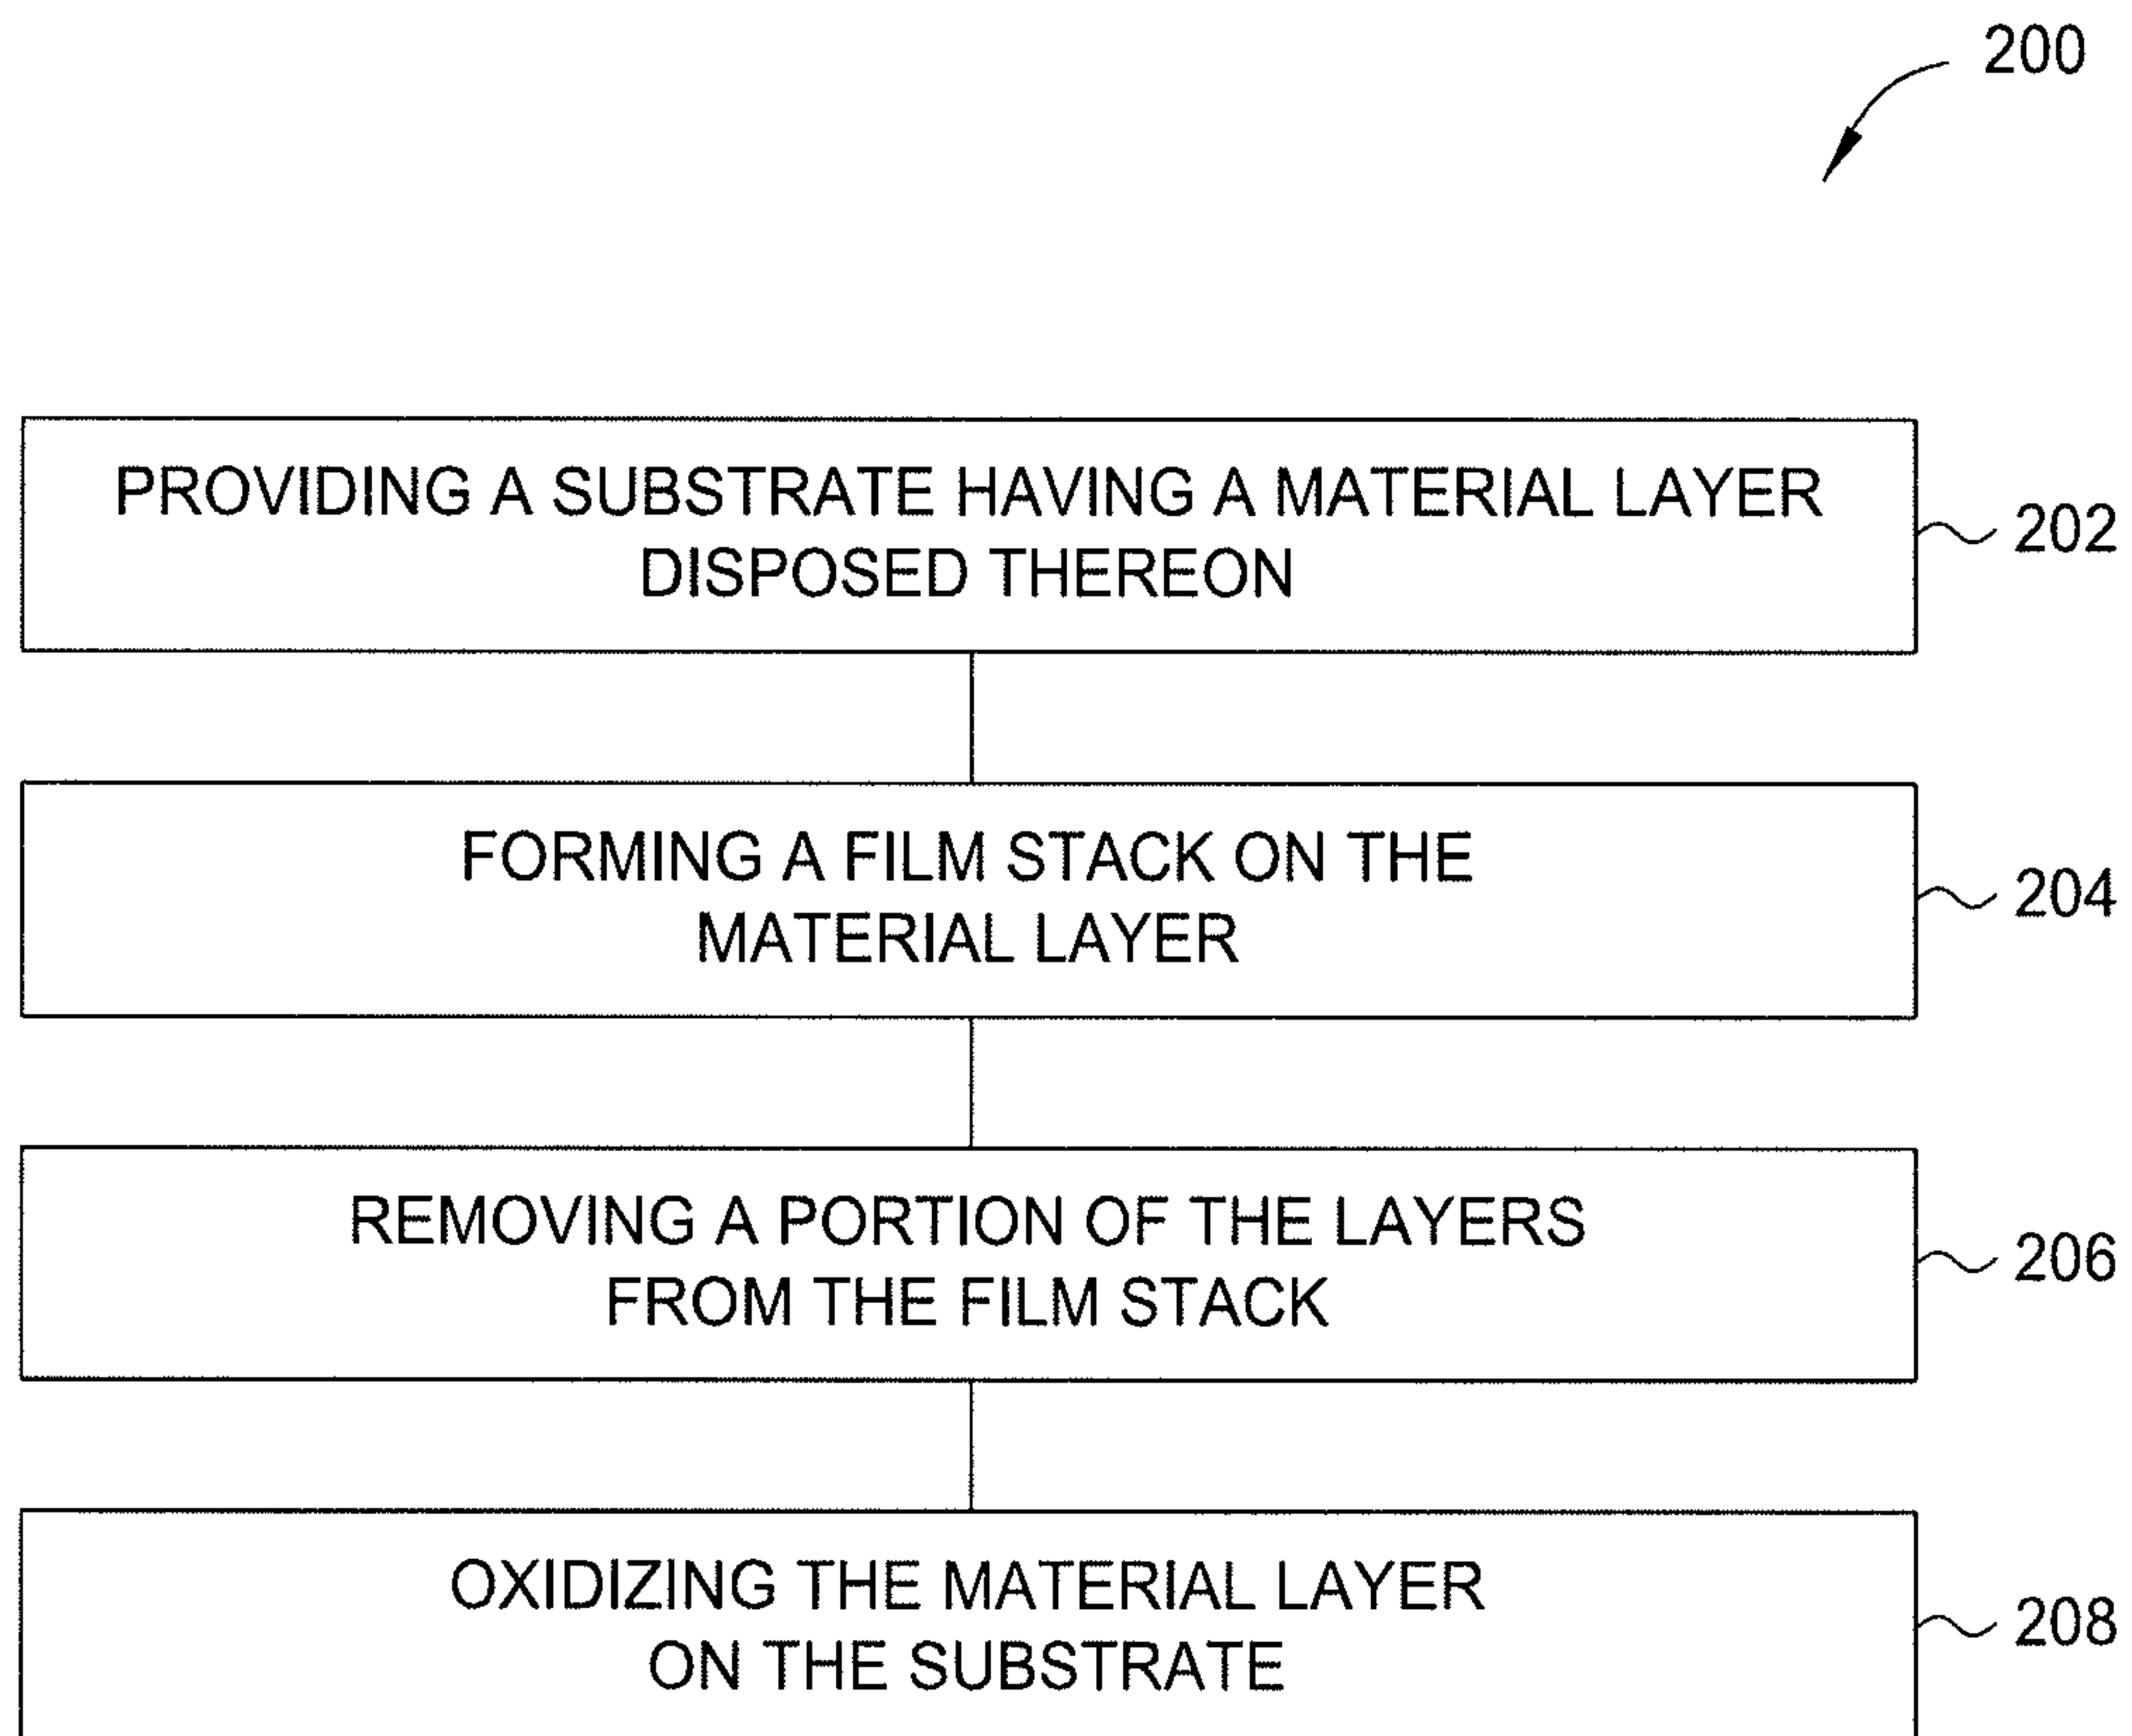 200
PROVIDING A SUBSTRATE HAVING A MATERIAL LAYER
DISPOSED THEREON
202
FORMING A FILM STACK ON THE
MATERIAL LAYER
204
REMOVING A PORTION OF THE LAYERS
FROM THE FILM STACK
206
OXIDIZING THE MATERIAL LAYER
ON THE SUBSTRATE
208